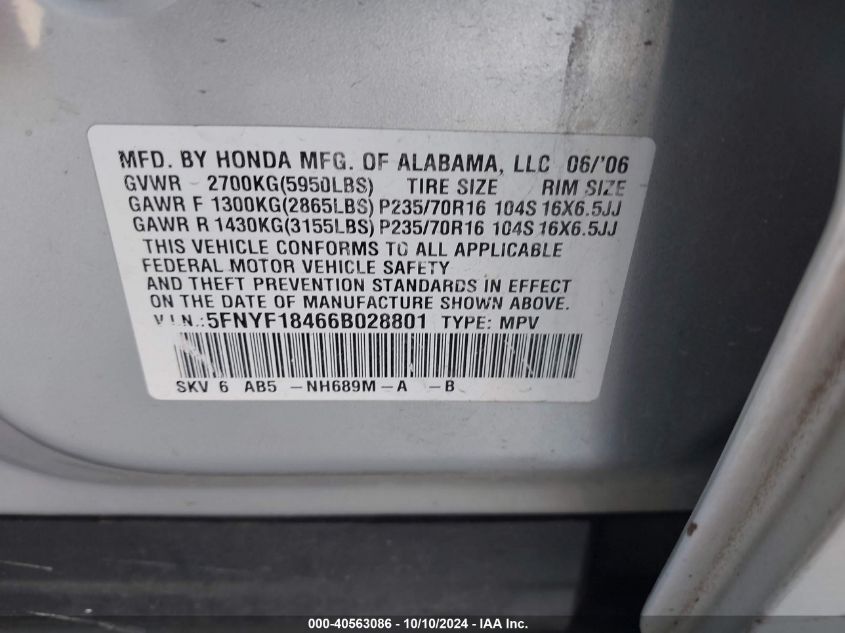 MFD. BY HONDA MFG. OF ALABAMA, LLC 06/'06
GVWR - 2700KG(5950LBS) TIRE SIZE RIM SIZE
GAWR F 1300KG(2865LBS) P235/70R16 104S 16X6.5JJ
GAWR R 1430KG(3155LBS) P235/70R16 104S 16X6.5JJ
THIS VEHICLE CONFORMS TO ALL APPLICABLE
FEDERAL MOTOR VEHICLE SAFETY
AND THEFT PREVENTION STANDARDS IN EFFECT
ON THE DATE OF MANUFACTURE SHOWN ABOVE.
V.I.N.:5FNYF18466B028801 TYPE: MPV
SKV 6 AB5 -NH689M-A -B
000-40563086 - 10/10/2024 - IAA Inc.